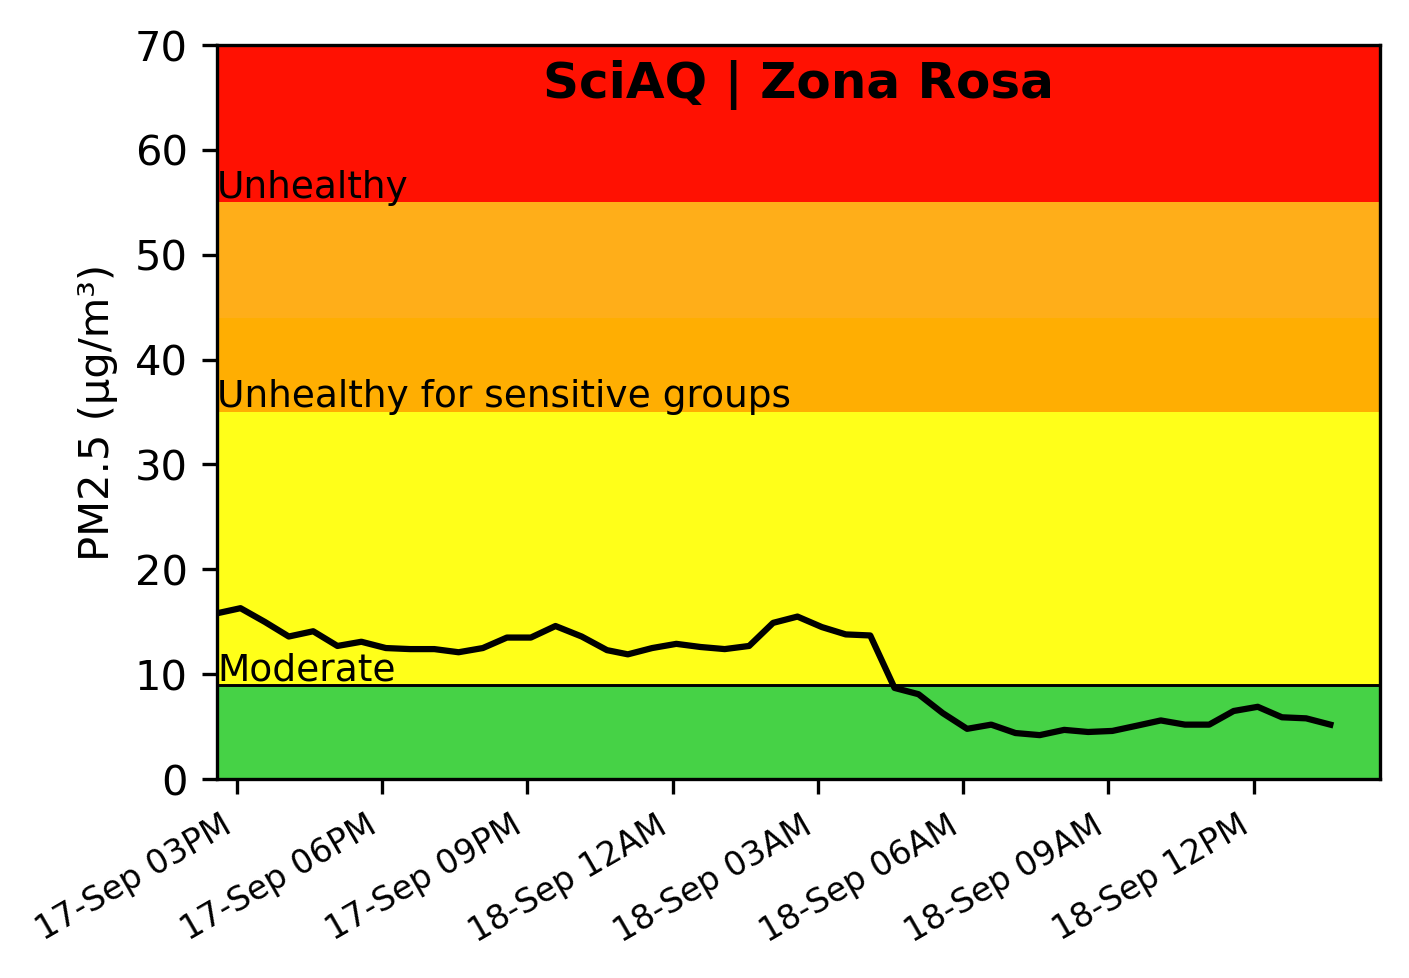 SciAQ | Zona Rosa
70
60
Unhealthy
50
40
Unhealthy for sensitive groups
30
20
10
Moderate
0
PM2.5 (µg/m³)
17-Sep 03PM
17-Sep 06PM
17-Sep 09PM
18-Sep 12AM
18-Sep 03AM
18-Sep 06AM
18-Sep 09AM
18-Sep 12PM